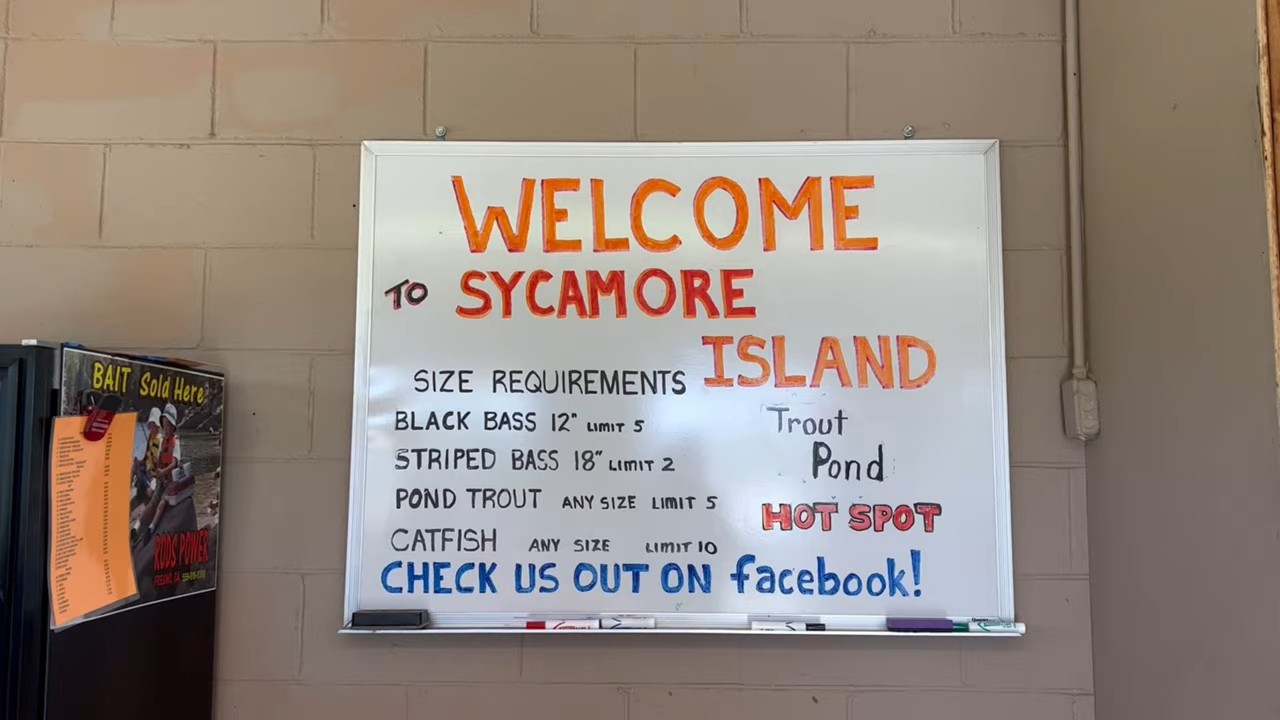 WELCOME
TO SYCAMORE
ISLAND
SIZE REQUIREMENTS
BLACK BASS 12" LIMIT 5
STRIPED BASS 18" LIMIT 2
POND TROUT ANY SIZE LIMIT 5
CATFISH ANY SIZE LIMIT 10
Trout
Pond
HOT SPOT
CHECK US OUT ON facebook!
BAIT Sold Here
RODS POWER
FRESNO, CA